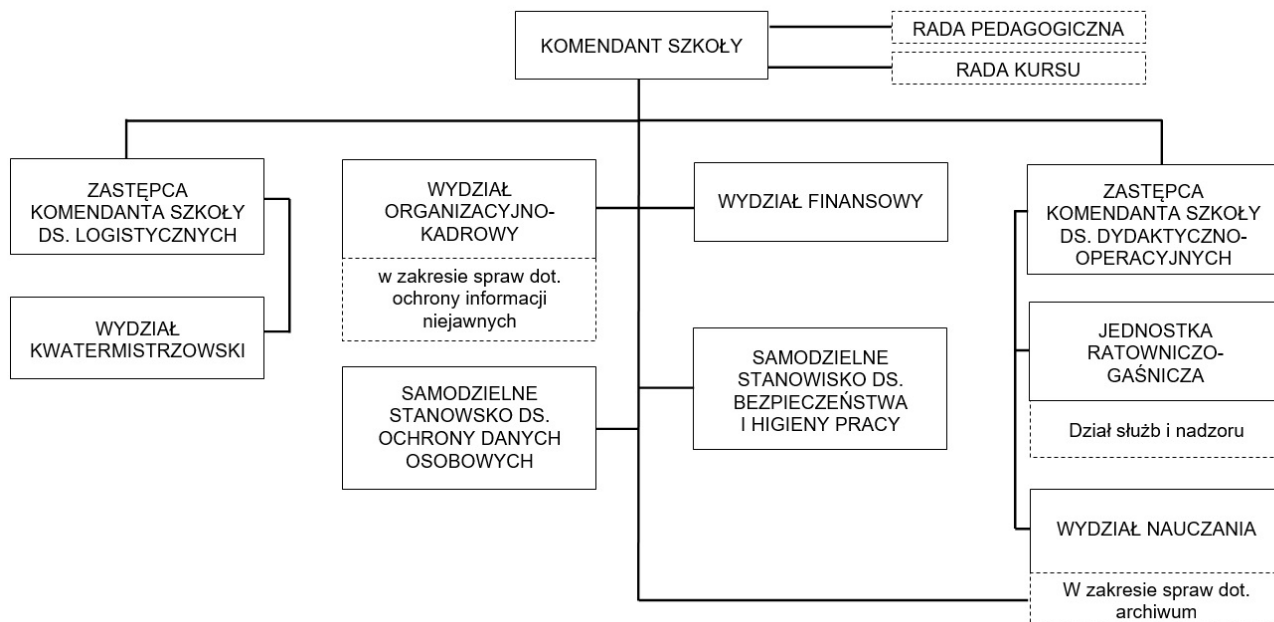 KOMENDANT SZKOŁY
RADA PEDAGOGICZNA
RADA KURSU
ZASTĘPCA
KOMENDANTA SZKOŁY
DS. LOGISTYCZNYCH
WYDZIAŁ
KWATERMISTRZOWSKI
WYDZIAŁ
ORGANIZACYJNO-
KADROWY
w zakresie spraw dot.
ochrony informacji
niejawnych
SAMODZIELNE
STANOWSKO DS.
OCHRONY DANYCH
OSOBOWYCH
WYDZIAŁ FINANSOWY
SAMODZIELNE
STANOWISKO DS.
BEZPIECZEŃSTWA
I HIGIENY PRACY
ZASTĘPCA
KOMENDANTA SZKOŁY
DS. DYDAKTYCZNO-
OPERACYJNYCH
JEDNOSTKA
RATOWNICZO-
GAŚNICZA
Dział służb i nadzoru
WYDZIAŁ NAUCZANIA
W zakresie spraw dot.
archiwum